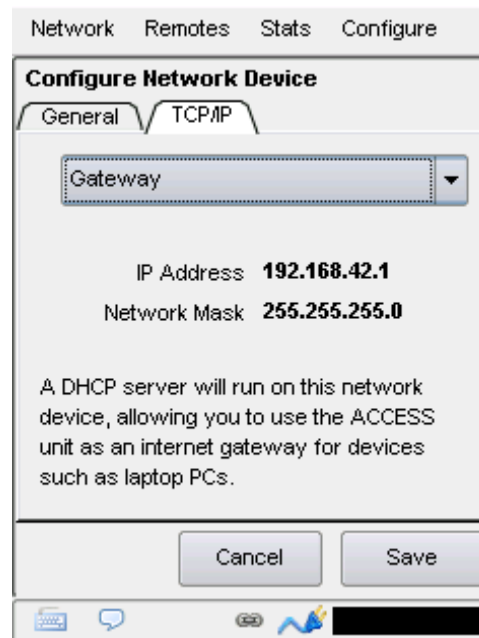 Network Remotes Stats Configure
Configure Network Device
General TCP/IP
Gateway
IP Address 192.168.42.1
Network Mask 255.255.255.0
A DHCP server will run on this network
device, allowing you to use the ACCESS
unit as an internet gateway for devices
such as laptop PCs.
Cancel Save